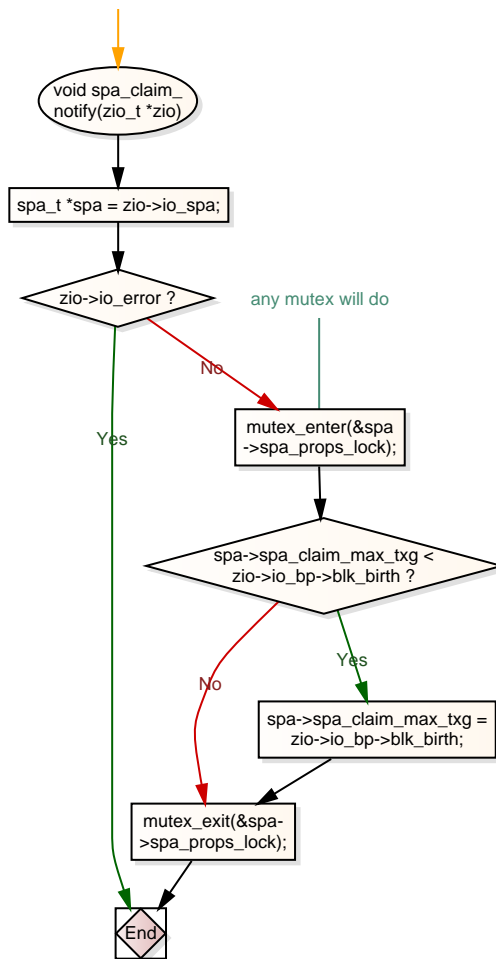 void spa_claim_
notify(zio_t *zio)
spa_t *spa = zio->io_spa;
zio->io_error ?
any mutex will do
No
mutex_enter(&spa
->spa_props_lock);
Yes
spa->spa_claim_max_txg <
zio->io_bp->blk_birth ?
Yes
No
spa->spa_claim_max_txg =
zio->io_bp->blk_birth;
mutex_exit(&spa-
>spa_props_lock);
End